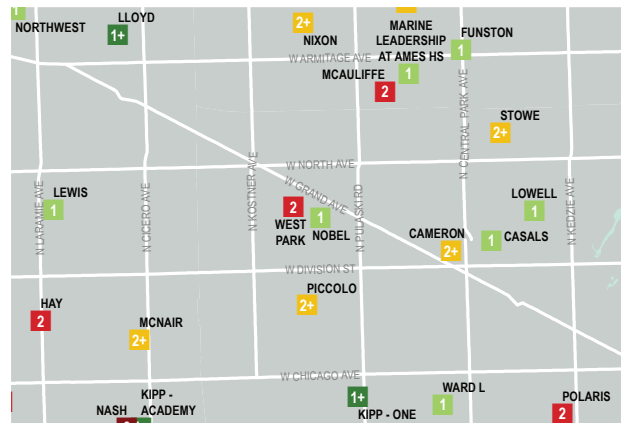 LLOYD
NORTHWEST
1+
2+
NIXON
MARINE
LEADERSHIP
AT AMES HS
FUNSTON
1
W ARMITAGE AVE
MCAULIFFE
1
2
N CENTRAL PARK AVE
STOWE
2+
W NORTH AVE
N KOSTNER AVE
W GRAND AVE
N LARAMIE AVE
LEWIS
1
N CICERO AVE
2
WEST
PARK
1
NOBEL
N PULASKI RD
CAMERON
2+
1
CASALS
LOWELL
1
N KEDZIE AVE
W DIVISION ST
PICCOLO
2+
HAY
2
MCNAIR
2+
W CHICAGO AVE
KIPP -
ACADEMY
NASH
1+
KIPP - ONE
WARD L
1
POLARIS
2